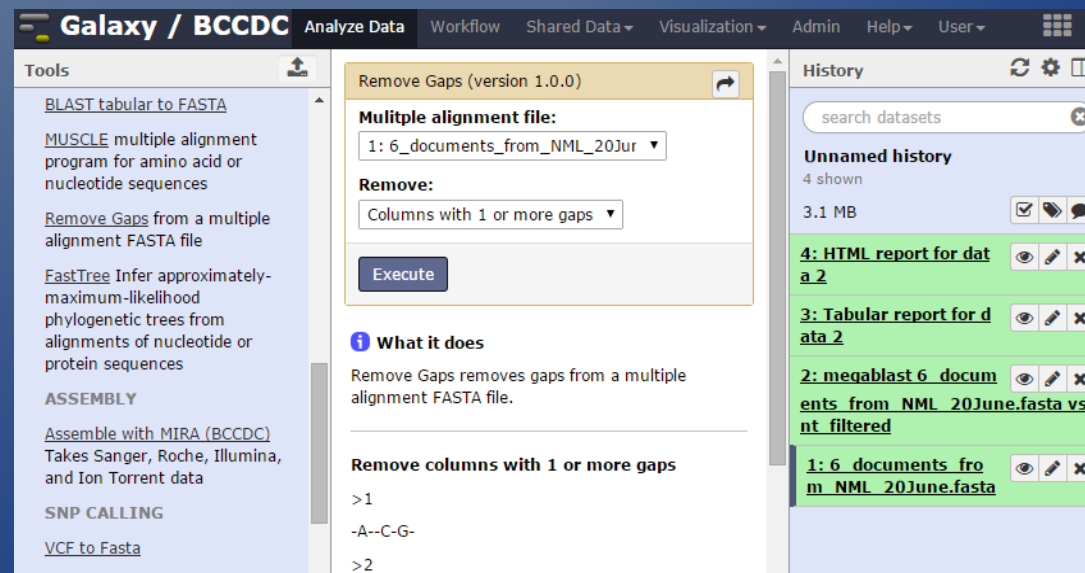 Galaxy / BCCDC Analyze Data Workflow Shared Data Visualization Admin Help User
Tools
BLAST tabular to FASTA
MUSCLE multiple alignment
program for amino acid or
nucleotide sequences
Remove Gaps from a multiple
alignment FASTA file
FastTree Infer approximately-
maximum-likelihood
phylogenetic trees from
alignments of nucleotide or
protein sequences
ASSEMBLY
Assemble with MIRA (BCCDC)
Takes Sanger, Roche, Illumina,
and Ion Torrent data
SNP CALLING
VCF to Fasta
Remove Gaps (version 1.0.0)
Mulitple alignment file:
1: 6_documents_from_NML_20Jur
Remove:
Columns with 1 or more gaps
Execute
What it does
Remove Gaps removes gaps from a multiple
alignment FASTA file.
Remove columns with 1 or more gaps
>1
-A--C-G-
>2
History
search datasets
Unnamed history
4 shown
3.1 MB
4: HTML report for dat
a 2
3: Tabular report for d
ata 2
2: megablast 6_docum
ents_from_NML_20June.fasta vs
nt_filtered
1: 6_documents_fro
m_NML_20June.fasta